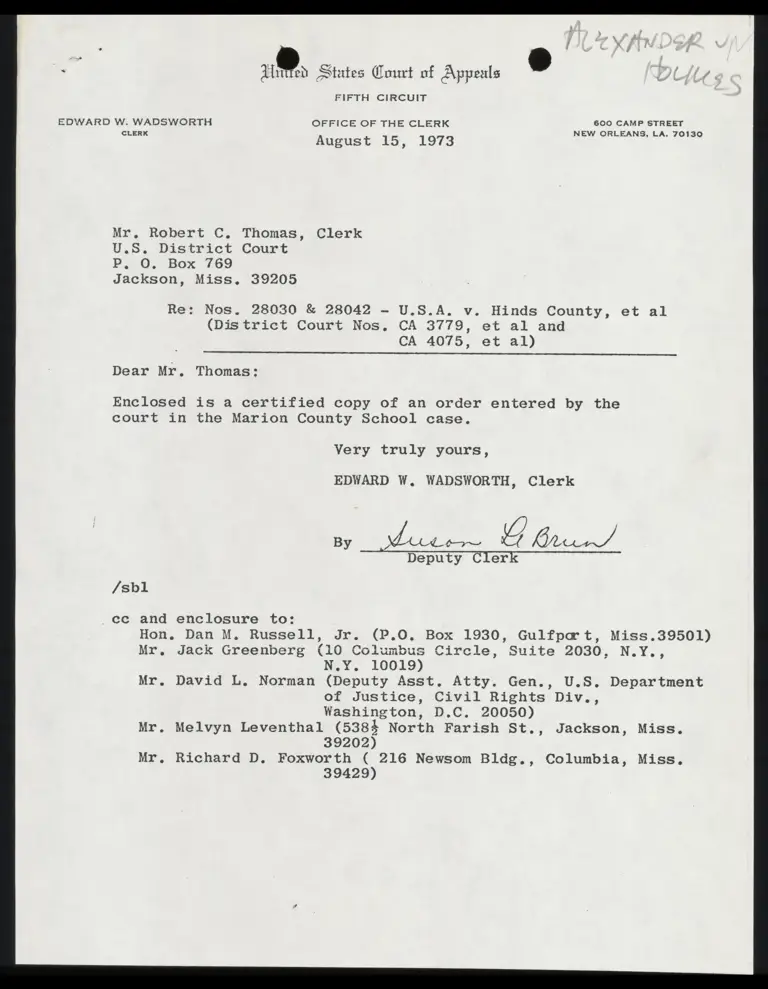 ALEXANDER v
HOLMES
United States Court of Appeals
FIFTH CIRCUIT
EDWARD W. WADSWORTH
CLERK
OFFICE OF THE CLERK
August 15, 1973
600 CAMP STREET
NEW ORLEANS, LA. 70130
Mr. Robert C. Thomas, Clerk
U.S. District Court
P. O. Box 769
Jackson, Miss. 39205
Re: Nos. 28030 & 28042 - U.S.A. v. Hinds County, et al
(District Court Nos. CA 3779, et al and
CA 4075, et al)
Dear Mr. Thomas:
Enclosed is a certified copy of an order entered by the
court in the Marion County School case.
Very truly yours,
EDWARD W. WADSWORTH, Clerk
By Susan LeBrun
Deputy Clerk
/sbl
cc and enclosure to:
Hon. Dan M. Russell, Jr. (P.O. Box 1930, Gulfport, Miss.39501)
Mr. Jack Greenberg (10 Columbus Circle, Suite 2030, N.Y.,
N.Y. 10019)
Mr. David L. Norman (Deputy Asst. Atty. Gen., U.S. Department
of Justice, Civil Rights Div.,
Washington, D.C. 20050)
Mr. Melvyn Leventhal (538½ North Farish St., Jackson, Miss.
39202)
Mr. Richard D. Foxworth ( 216 Newsom Bldg., Columbia, Miss.
39429)